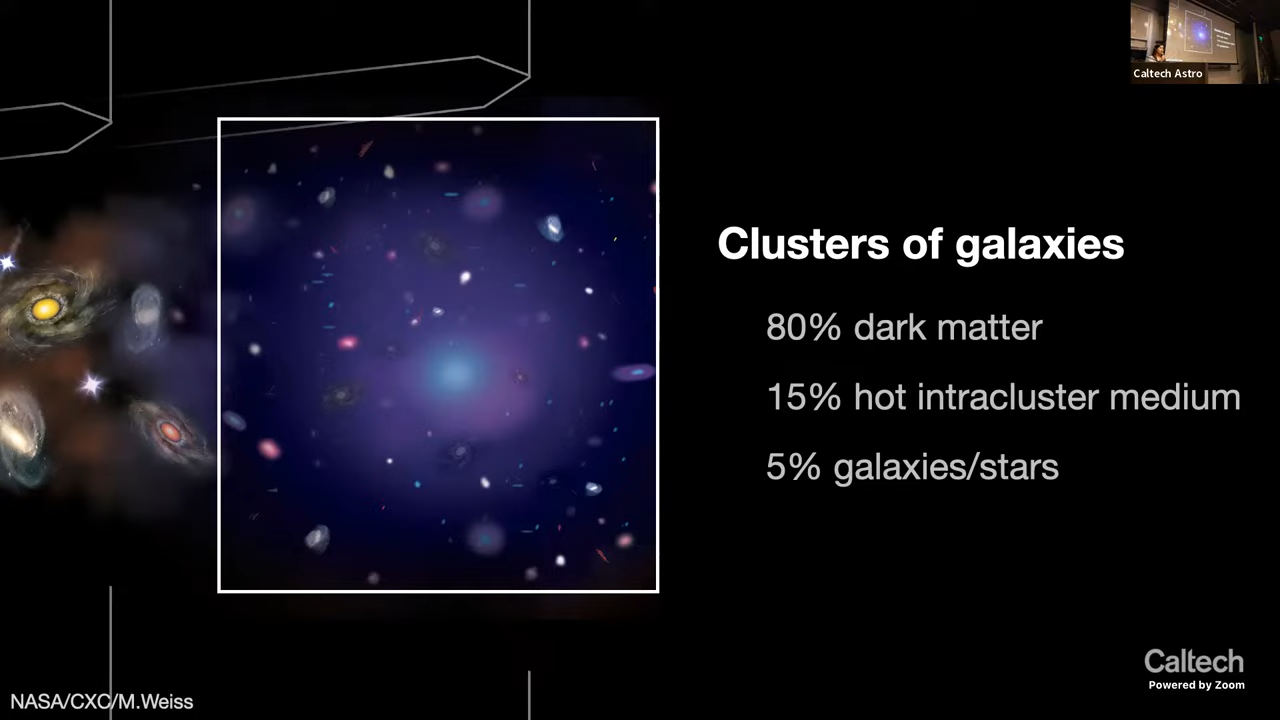 Caltech Astro
Clusters of galaxies
80% dark matter
15% hot intracluster medium
5% galaxies/stars
Caltech
Powered by Zoom
NASA/CXC/M.Weiss